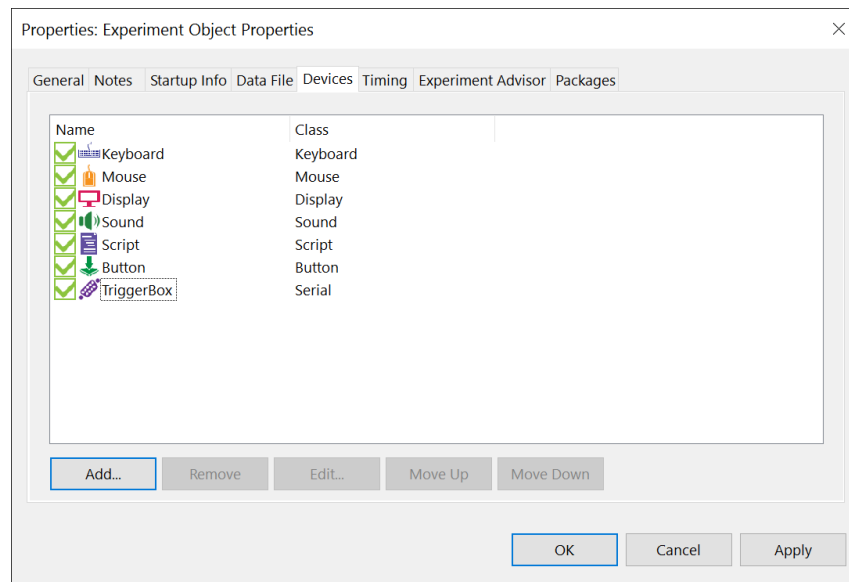 Properties: Experiment Object Properties
General Notes Startup Info Data File Devices Timing Experiment Advisor Packages
Name Class
Keyboard Keyboard
Mouse Mouse
Display Display
Sound Sound
Script Script
Button Button
TriggerBox Serial
Add... Remove Edit... Move Up Move Down
OK Cancel Apply